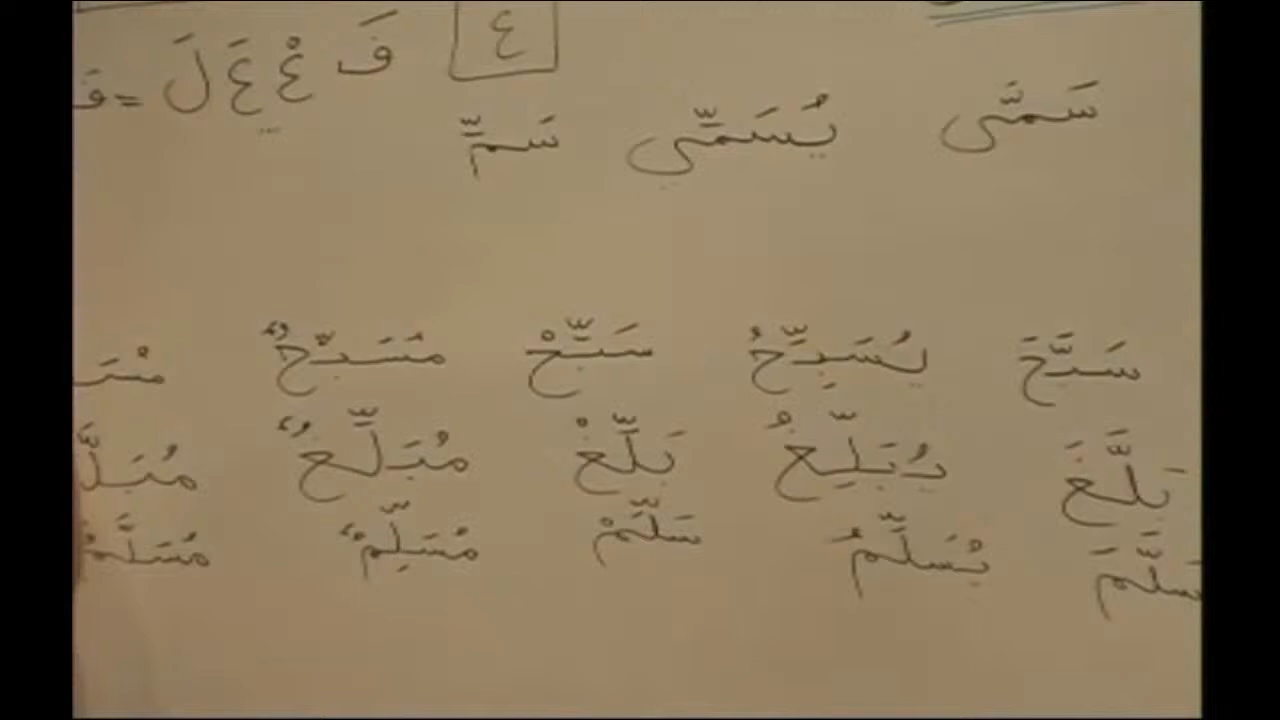 ٤ فَ عْ عَ لَ = فَ
سَمَّى يُسَمِّي سَمِّ
سَبَّحَ يُسَبِّحُ سَبِّحْ مُسَبِّحٌ
بَلَّغَ يُبَلِّغُ بَلِّغْ مُبَلِّغٌ مُبَلَّ
سَلَّمَ يُسَلِّمُ سَلِّمْ مُسَلِّمٌ مُسَلَّمٌ